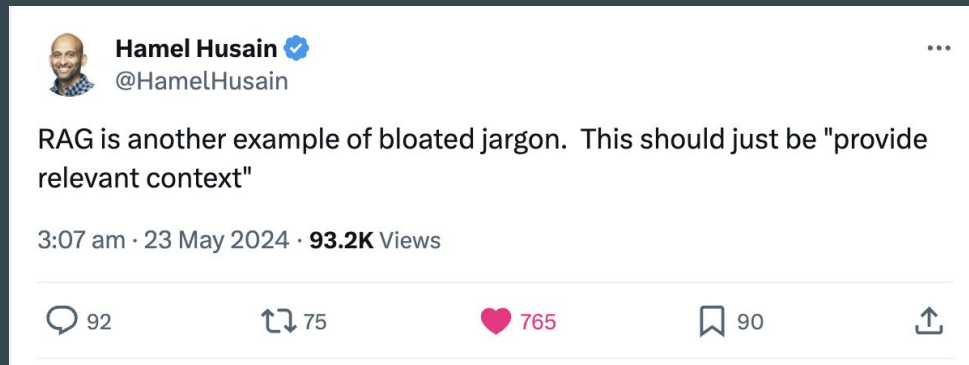 Hamel Husain
@HamelHusain
RAG is another example of bloated jargon.  This should just be "provide
relevant context"
3:07 am · 23 May 2024 · 93.2K Views
92 75 765 90